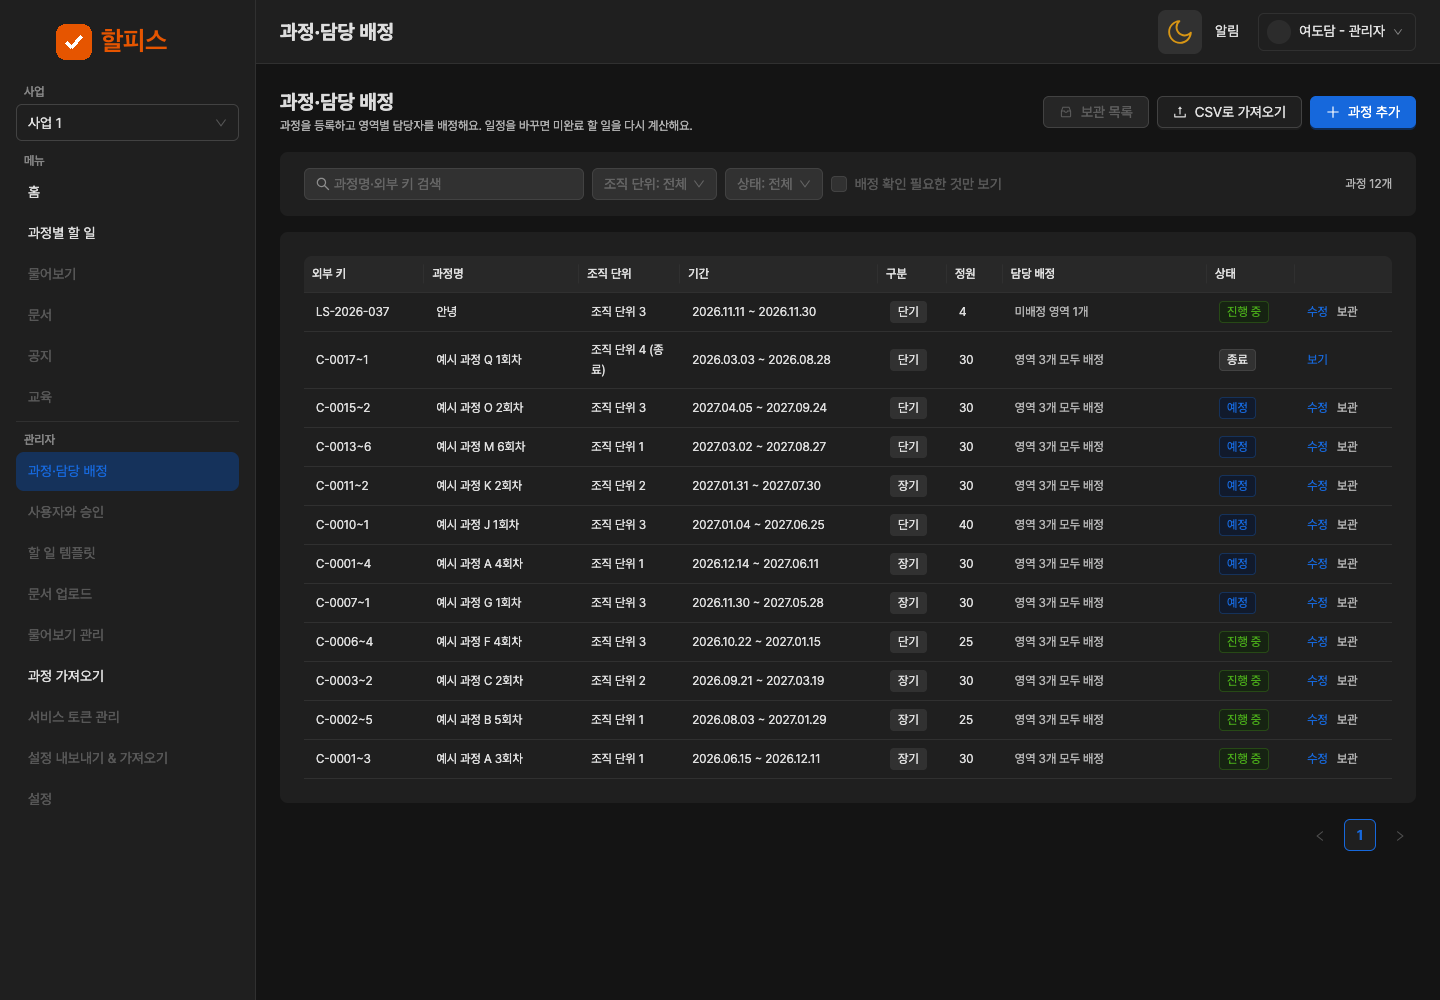 할피스
사업
사업 1
메뉴
홈
과정별 할 일
물어보기
문서
공지
교육
관리자
과정·담당 배정
사용자와 승인
할 일 템플릿
문서 업로드
물어보기 관리
과정 가져오기
서비스 토큰 관리
설정 내보내기 & 가져오기
설정
과정·담당 배정
알림
여도담 - 관리자
과정·담당 배정
과정을 등록하고 영역별 담당자를 배정해요. 일정을 바꾸면 미완료 할 일을 다시 계산해요.
보관 목록
CSV로 가져오기
과정 추가
과정명·외부 키 검색
조직 단위: 전체
상태: 전체
배정 확인 필요한 것만 보기
과정 12개
외부 키 과정명 조직 단위 기간 구분 정원 담당 배정 상태
LS-2026-037 안녕 조직 단위 3 2026.11.11 ~ 2026.11.30 단기 4 미배정 영역 1개 진행 중 수정 보관
C-0017~1 예시 과정 Q 1회차 조직 단위 4 (종료) 2026.03.03 ~ 2026.08.28 단기 30 영역 3개 모두 배정 종료 보기
C-0015~2 예시 과정 O 2회차 조직 단위 3 2027.04.05 ~ 2027.09.24 단기 30 영역 3개 모두 배정 예정 수정 보관
C-0013~6 예시 과정 M 6회차 조직 단위 1 2027.03.02 ~ 2027.08.27 단기 30 영역 3개 모두 배정 예정 수정 보관
C-0011~2 예시 과정 K 2회차 조직 단위 2 2027.01.31 ~ 2027.07.30 장기 30 영역 3개 모두 배정 예정 수정 보관
C-0010~1 예시 과정 J 1회차 조직 단위 3 2027.01.04 ~ 2027.06.25 단기 40 영역 3개 모두 배정 예정 수정 보관
C-0001~4 예시 과정 A 4회차 조직 단위 1 2026.12.14 ~ 2027.06.11 장기 30 영역 3개 모두 배정 예정 수정 보관
C-0007~1 예시 과정 G 1회차 조직 단위 3 2026.11.30 ~ 2027.05.28 장기 30 영역 3개 모두 배정 예정 수정 보관
C-0006~4 예시 과정 F 4회차 조직 단위 3 2026.10.22 ~ 2027.01.15 단기 25 영역 3개 모두 배정 진행 중 수정 보관
C-0003~2 예시 과정 C 2회차 조직 단위 2 2026.09.21 ~ 2027.03.19 장기 30 영역 3개 모두 배정 진행 중 수정 보관
C-0002~5 예시 과정 B 5회차 조직 단위 1 2026.08.03 ~ 2027.01.29 장기 25 영역 3개 모두 배정 진행 중 수정 보관
C-0001~3 예시 과정 A 3회차 조직 단위 1 2026.06.15 ~ 2026.12.11 장기 30 영역 3개 모두 배정 진행 중 수정 보관
1